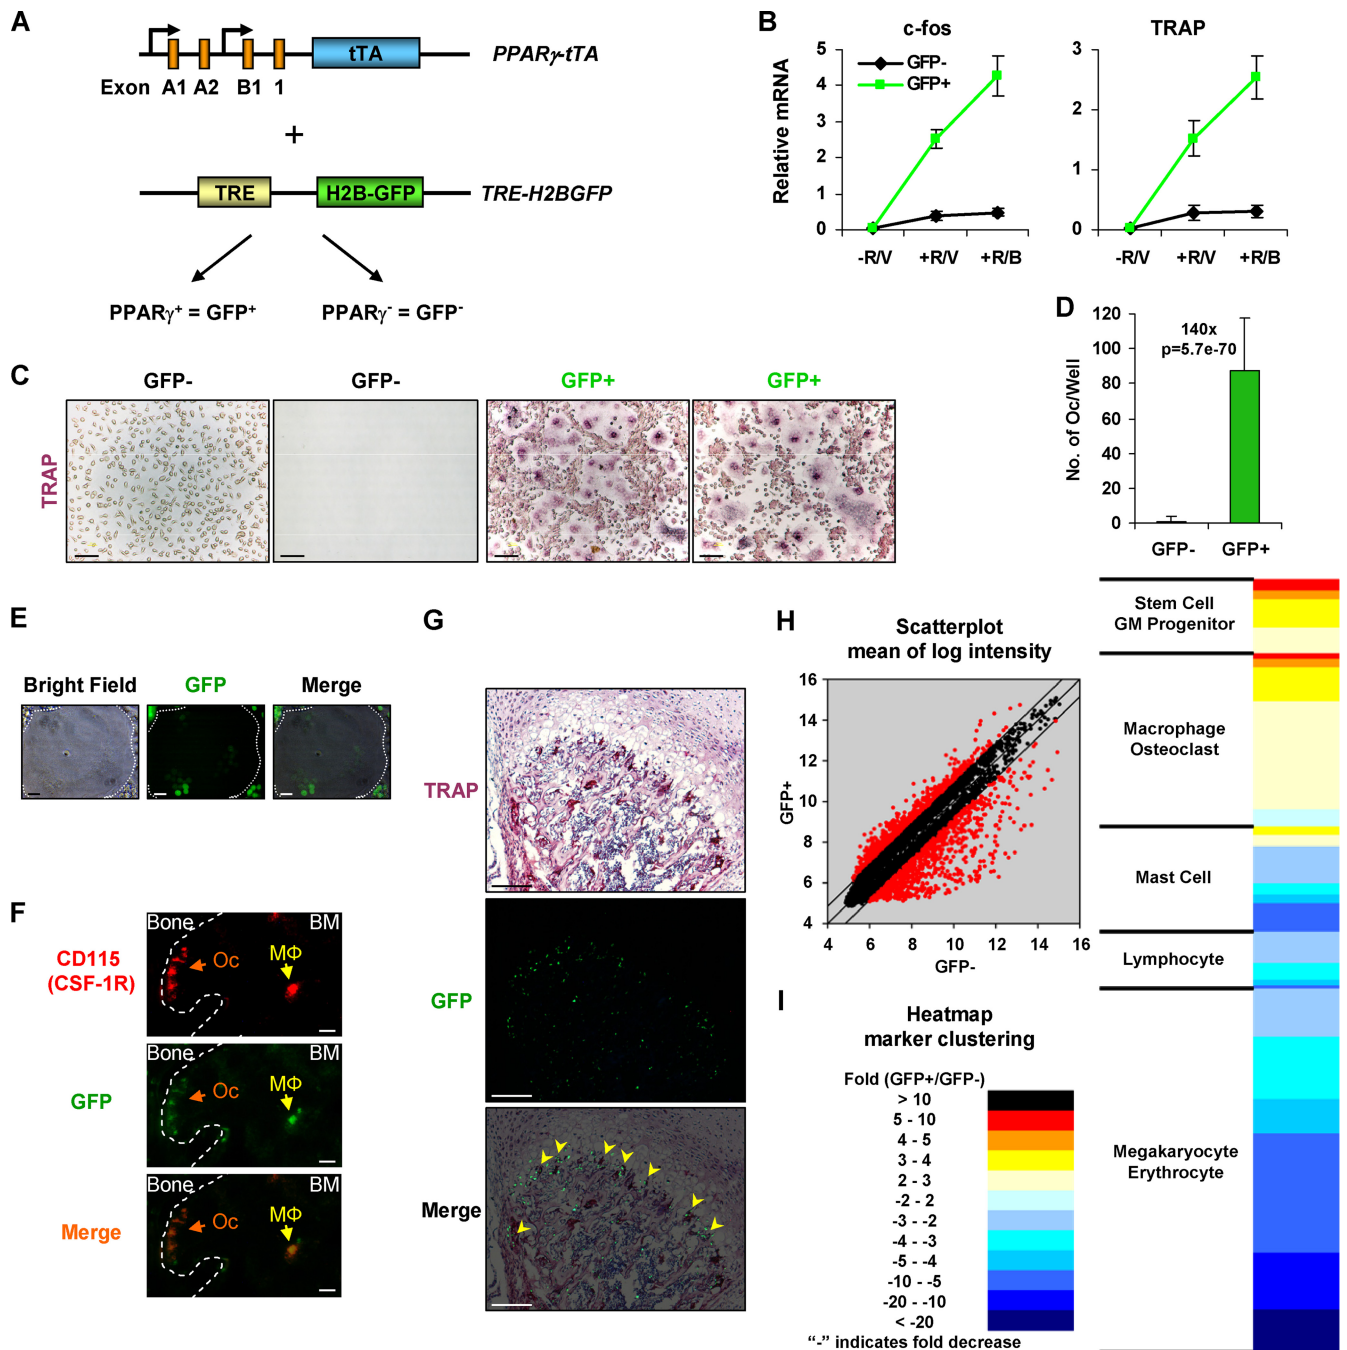 A
Exon A1 A2 B1 1
tTA
PPARγ-tTA
+
TRE
H2B-GFP
TRE-H2BGFP
PPARγ+ = GFP+
PPARγ- = GFP-
B
c-fos
TRAP
Relative mRNA
5
4
3
2
1
0
GFP-
GFP+
-R/V +R/V +R/B
3
2
1
0
-R/V +R/V +R/B
C
GFP-
GFP-
GFP+
GFP+
TRAP
D
No. of Oc/Well
120
100
80
60
40
20
0
140x
p=5.7e-70
GFP- GFP+
E
Bright Field
GFP
Merge
F
CD115
(CSF-1R)
Bone
BM
Oc
MΦ
GFP
Bone
BM
Oc
MΦ
Merge
Bone
BM
Oc
MΦ
G
TRAP
GFP
Merge
H
Scatterplot
mean of log intensity
GFP+
16
14
12
10
8
6
4
4 6 8 10 12 14 16
GFP-
I
Heatmap
marker clustering
Fold (GFP+/GFP-)
> 10
5 - 10
4 - 5
3 - 4
2 - 3
-2 - 2
-3 - -2
-4 - -3
-5 - -4
-10 - -5
-20 - -10
< -20
“-” indicates fold decrease
Stem Cell
GM Progenitor
Macrophage
Osteoclast
Mast Cell
Lymphocyte
Megakaryocyte
Erythrocyte